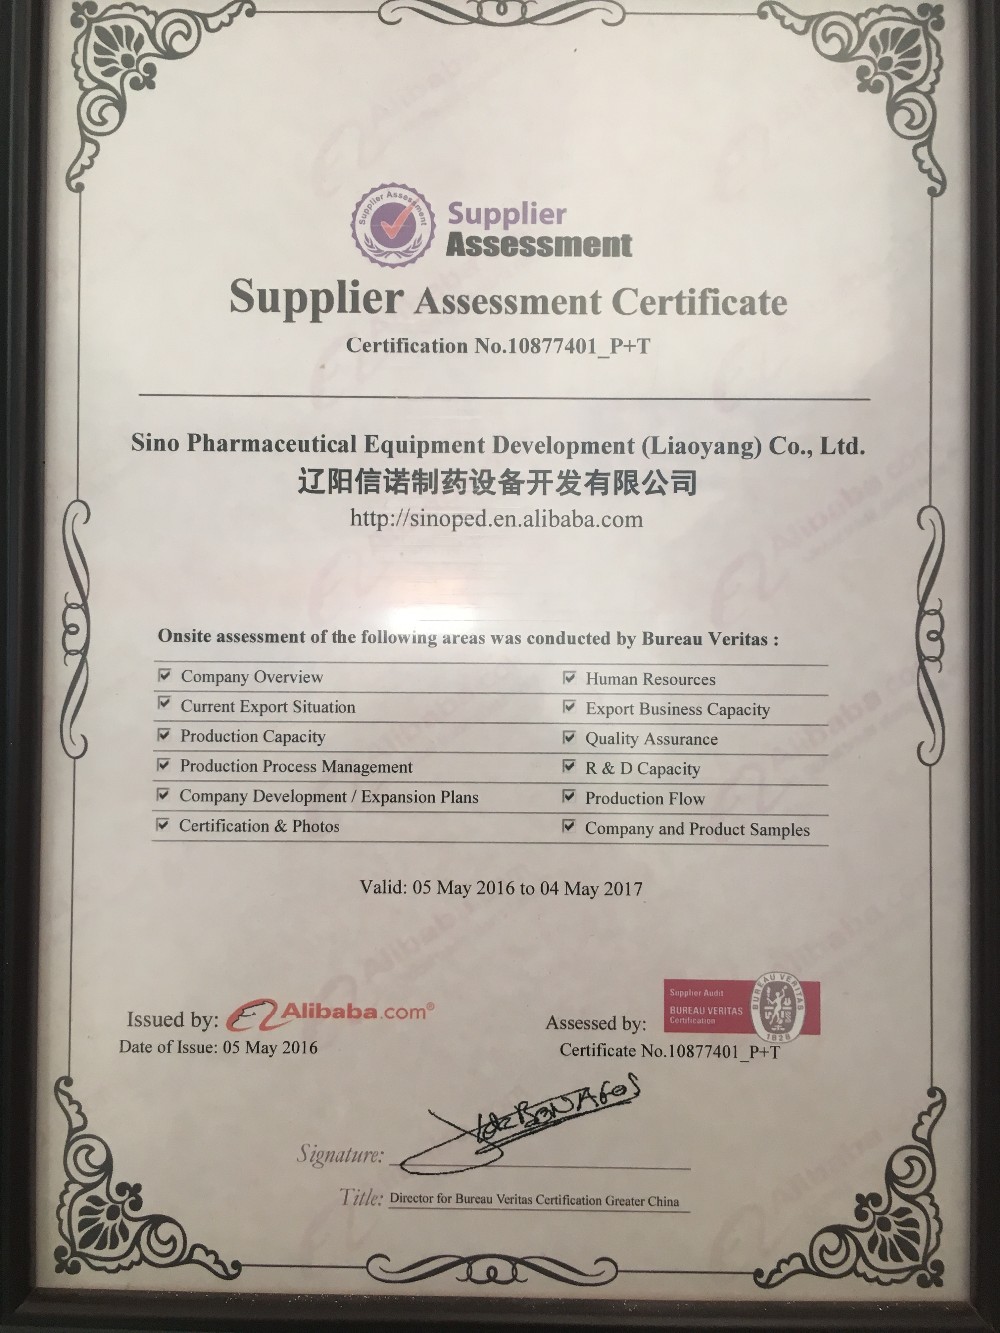 Supplier Assessment
Supplier
Assessment
Supplier Assessment Certificate
Certification No.10877401_P+T
Sino Pharmaceutical Equipment Development (Liaoyang) Co., Ltd.
辽阳信诺制药设备开发有限公司
http://sinoped.en.alibaba.com
Onsite assessment of the following areas was conducted by Bureau Veritas :
Company Overview
Human Resources
Current Export Situation
Export Business Capacity
Production Capacity
Quality Assurance
Production Process Management
R & D Capacity
Company Development / Expansion Plans
Production Flow
Certification & Photos
Company and Product Samples
Valid: 05 May 2016 to 04 May 2017
Issued by: Alibaba.com®
Date of Issue: 05 May 2016
Assessed by:
Supplier Audit
BUREAU VERITAS
Certification
BUREAU VERITAS
1828
Certificate No.10877401_P+T
Signature:
Title: Director for Bureau Veritas Certification Greater China